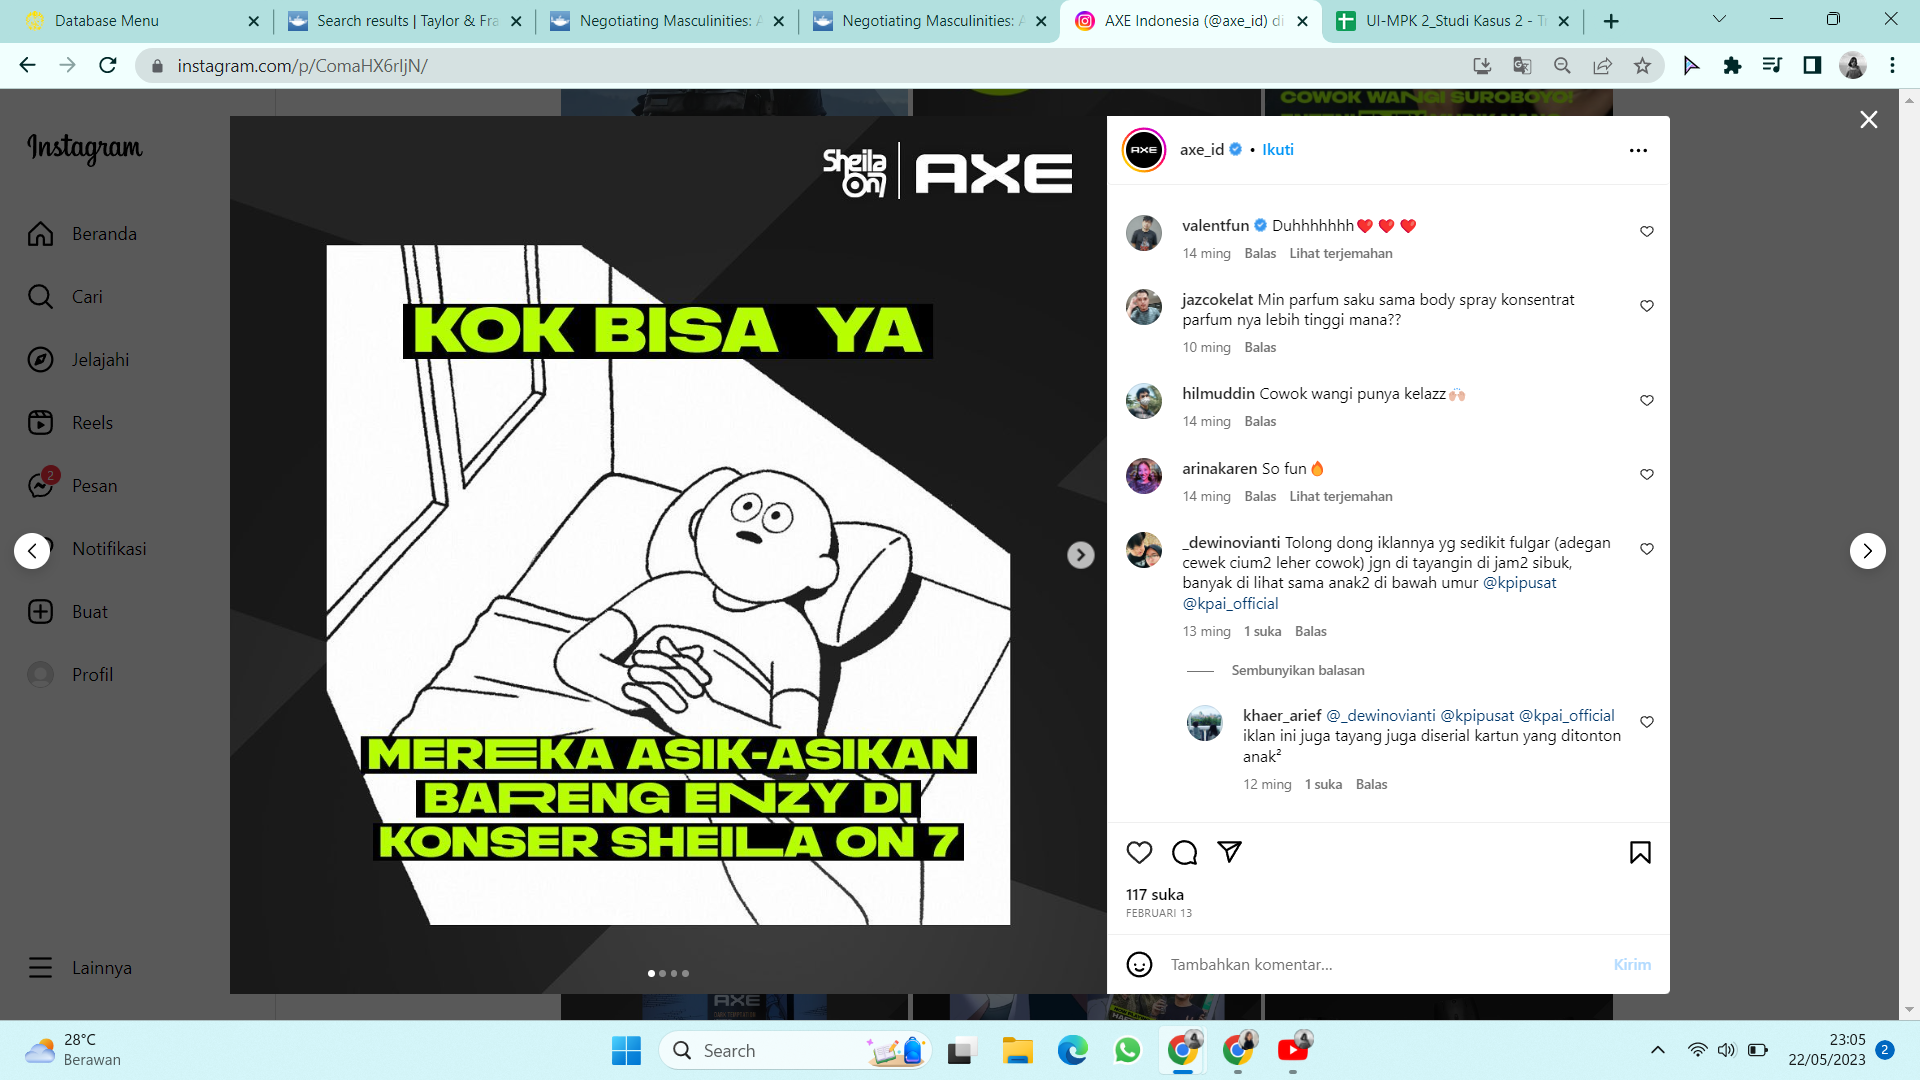 Database Menu
Search results | Taylor & Fra
Negotiating Masculinities: A
Negotiating Masculinities: A
AXE Indonesia (@axe_id) di
UI-MPK 2_Studi Kasus 2 - Tr
instagram.com/p/ComaHX6rIjN/
Instagram
Beranda
Cari
Jelajahi
Reels
2
Pesan
Notifikasi
Buat
Profil
Lainnya
COWOK WANGI SUROBOYO!
Sheila On7
AXE
KOK BISA YA
MEREKA ASIK-ASIKAN
BARENG ENZY DI
KONSER SHEILA ON 7
AXE
AXE
axe_id • Ikuti
valentfun Duhhhhhhh❤️ ❤️ ❤️
14 ming Balas Lihat terjemahan
jazcokelat Min parfum saku sama body spray konsentrat
parfum nya lebih tinggi mana??
10 ming Balas
hilmuddin Cowok wangi punya kelazz🙌🏻
14 ming Balas
arinakaren So fun🔥
14 ming Balas Lihat terjemahan
_dewinovianti Tolong dong iklannya yg sedikit fulgar (adegan
cewek cium2 leher cowok) jgn di tayangin di jam2 sibuk,
banyak di lihat sama anak2 di bawah umur @kpipusat
@kpai_official
13 ming 1 suka Balas
Sembunyikan balasan
khaer_arief @_dewinovianti @kpipusat @kpai_official
iklan ini juga tayang juga diserial kartun yang ditonton
anak²
12 ming 1 suka Balas
117 suka
FEBRUARI 13
Tambahkan komentar...
Kirim
28°C
Berawan
Search
23:05
22/05/2023
2